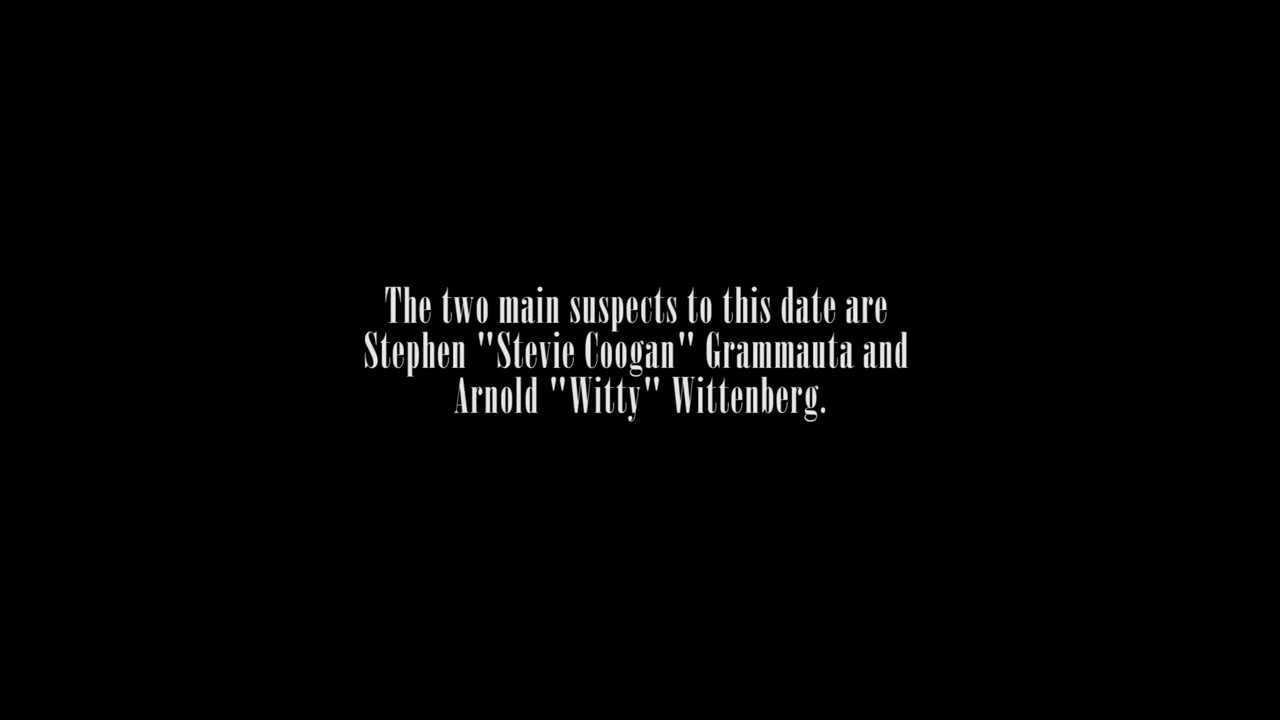 The two main suspects to this date are
Stephen "Stevie Coogan" Grammauta and
Arnold "Witty" Wittenberg.